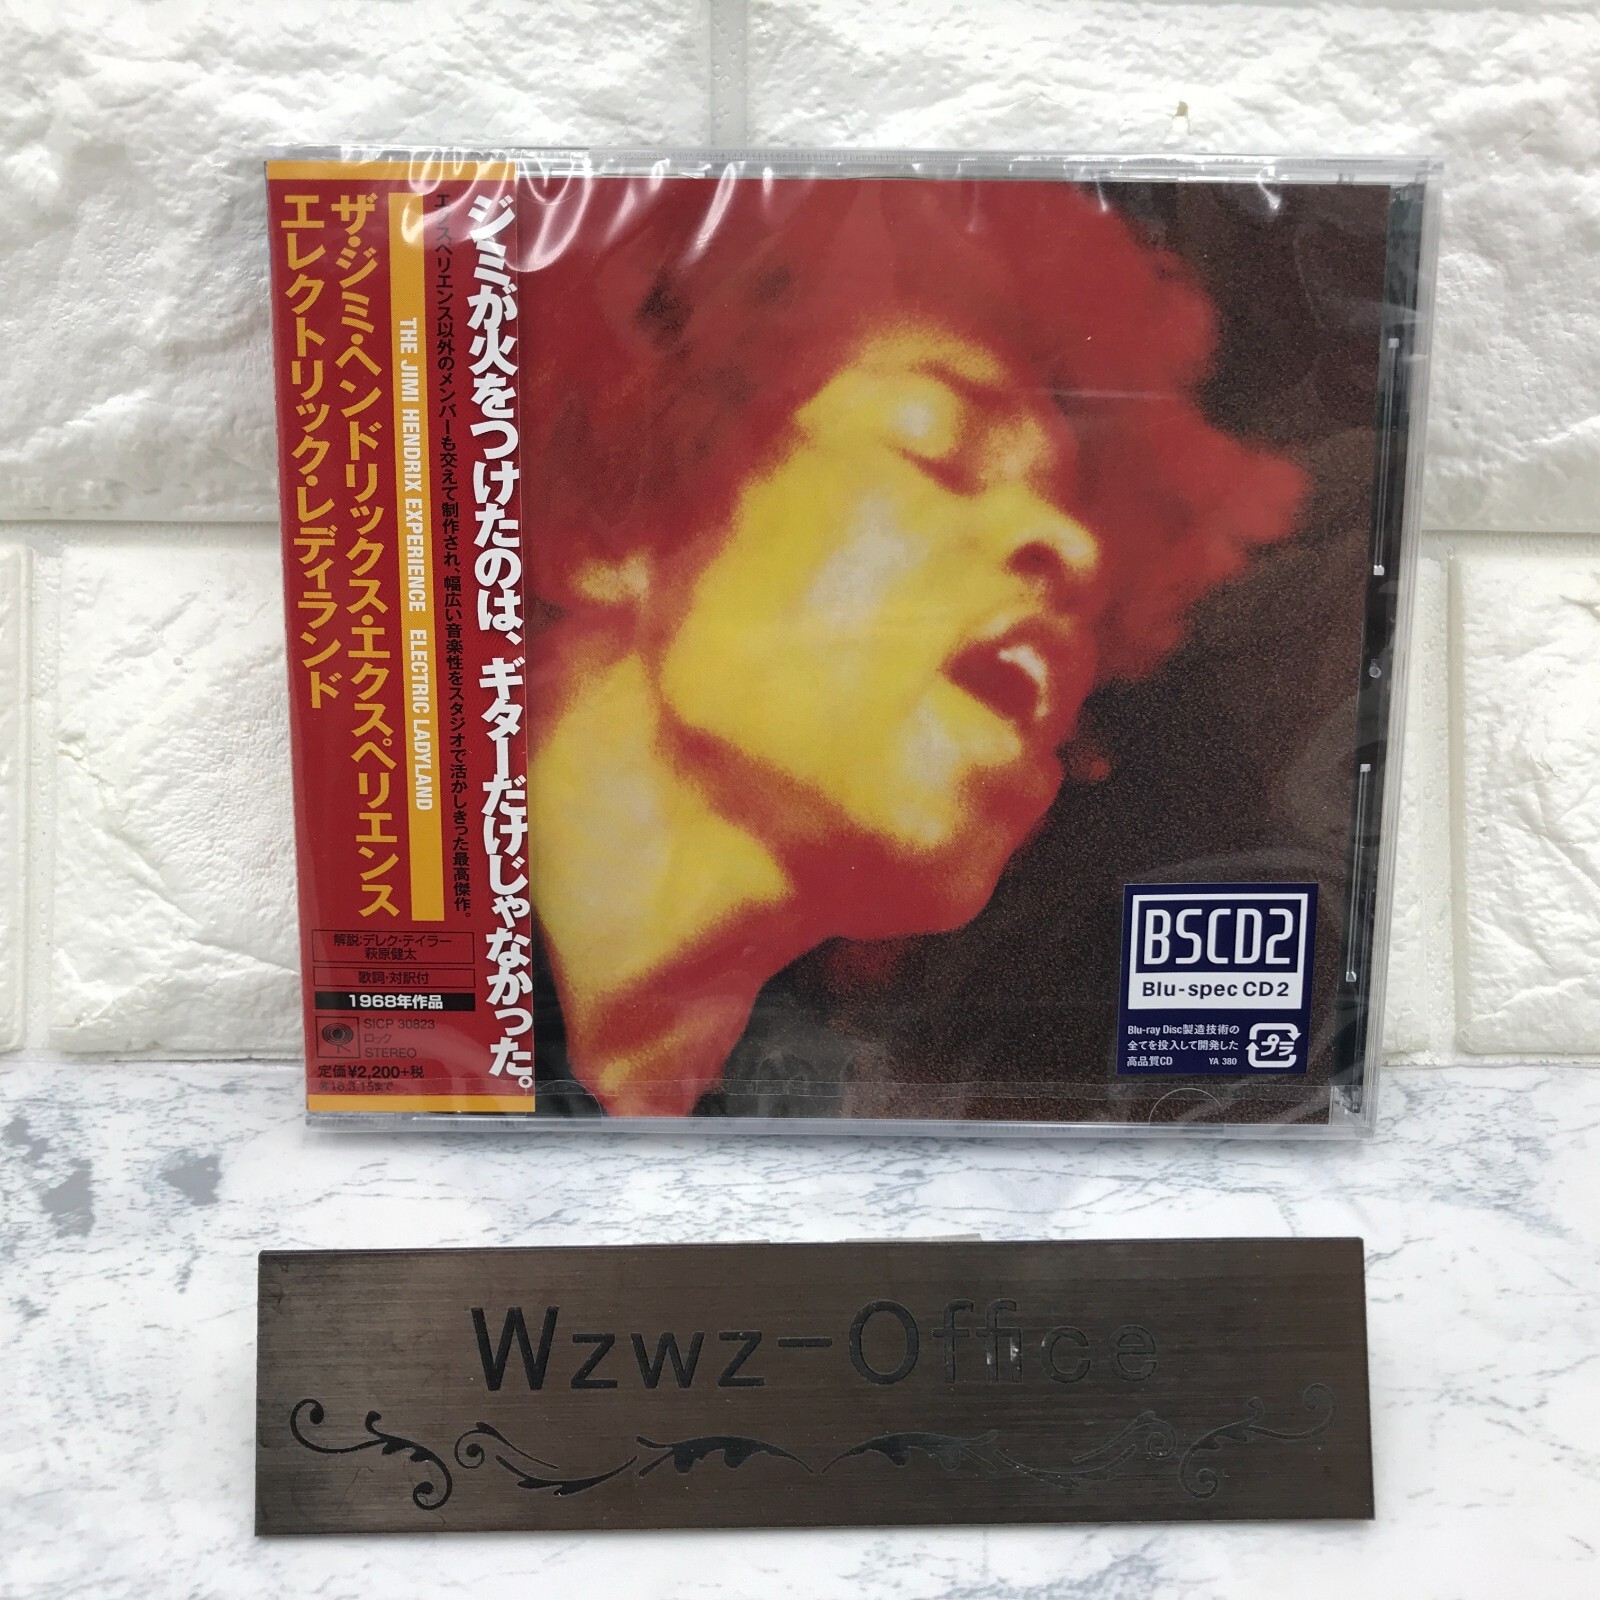 ジミが火をつけたのは、ギターだけじゃなかった。
エクスペリエンス以外のメンバーも交えて制作され、幅広い音楽性をスタジオで活かしきった最高傑作。
THE JIMI HENDRIX EXPERIENCE ELECTRIC LADYLAND
ザ・ジミ・ヘンドリックス・エクスペリエンス
エレクトリック・レディランド
解説:デレク・テイラー
萩原健太
歌詞・対訳付
1968年作品
SICP 30823
ロック
STEREO
定価¥2,200+税
18.3.15まで
BSCD2
Blu-spec CD2
Blu-ray Disc製造技術の
全てを投入して開発した
高品質CD
YA 380
プラ
Wzwz-Office